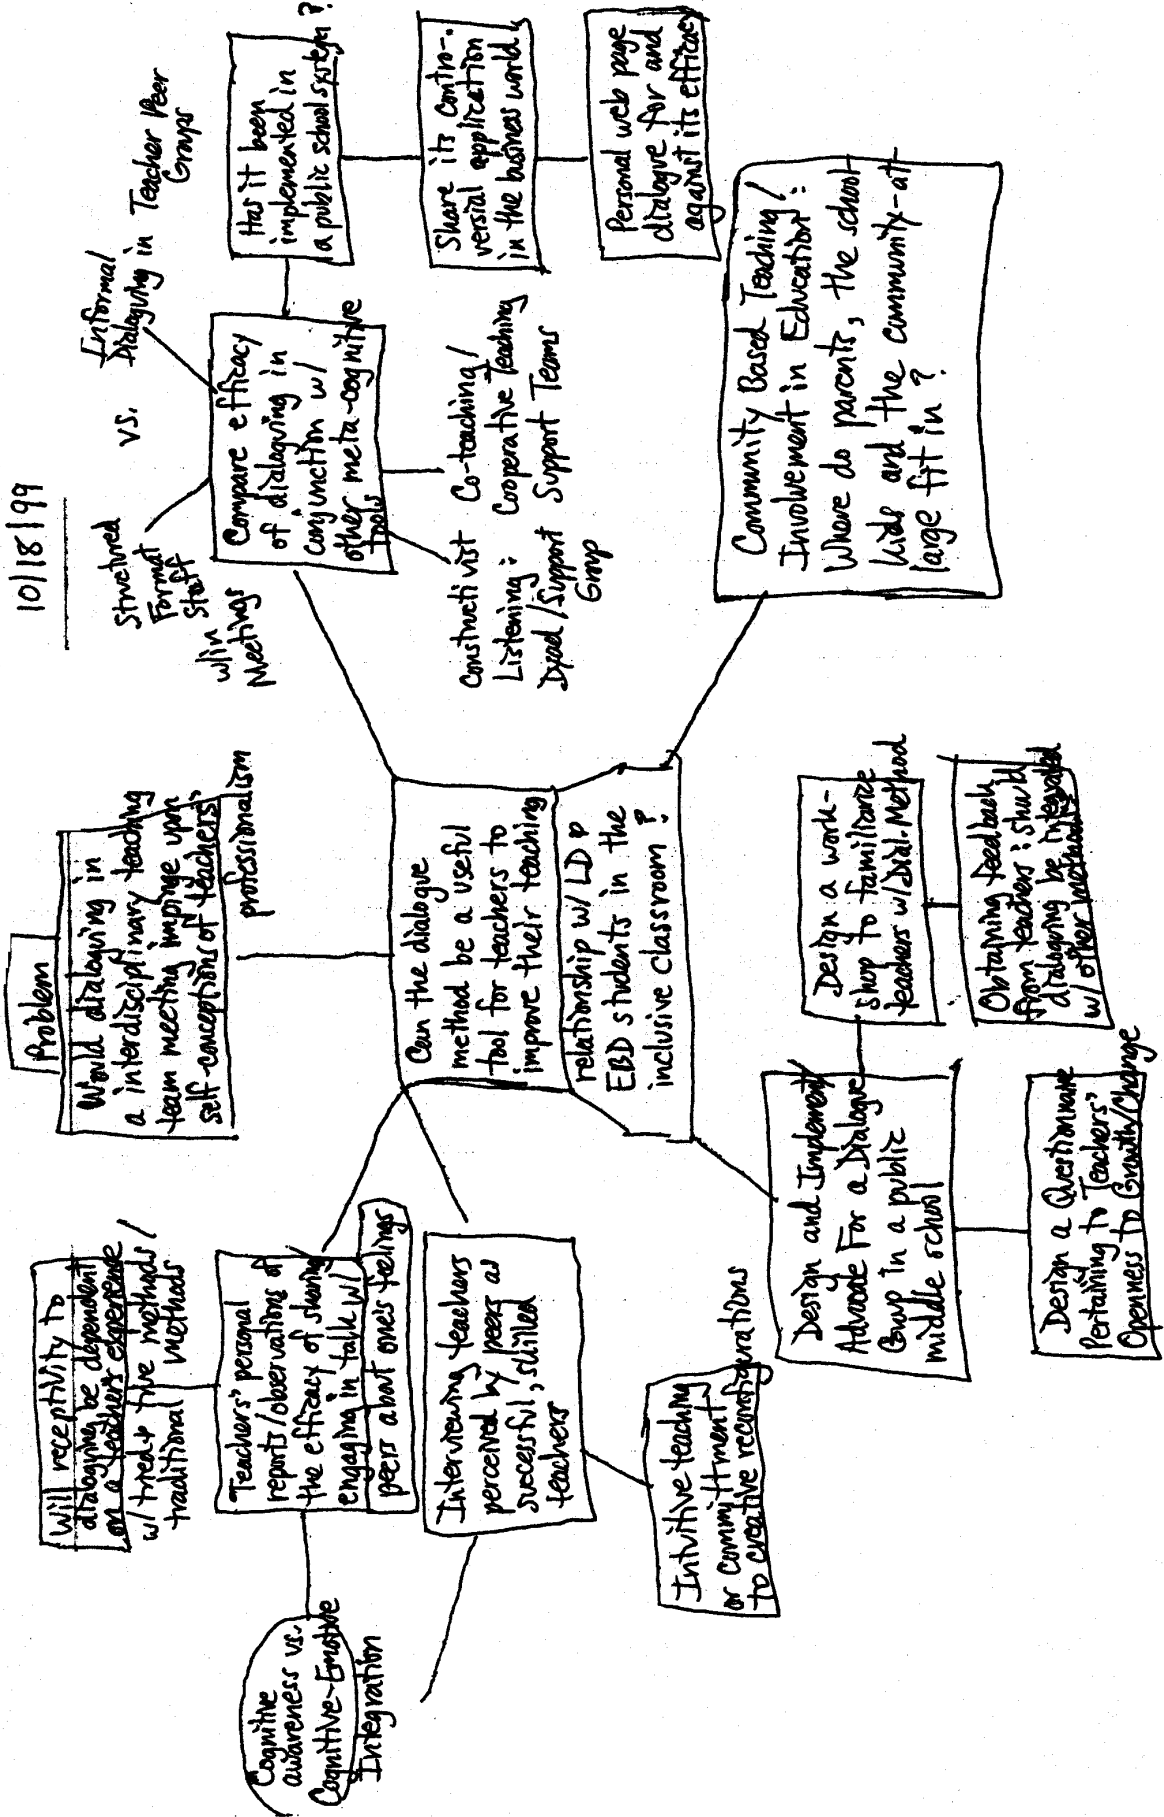 10/18/99
Problem
Would dialoguing in
a interdisciplinary teaching
team meeting impinge upon
self-conceptions of teachers'
professionalism
Will receptivity to
dialoguing be dependent
on a teacher's experience
w/ tried & true methods/
traditional methods
Teachers' personal
reports/observations of
the efficacy of sharing/
engaging in talk w/
peers about one's feelings
Cognitive
awareness vs.
Cognitive-Emotive
Integration
Interviewing teachers
perceived by peers as
successful, skilled
teachers
Intuitive teaching
or committment
to creative reconfigurations
Can the dialogue
method be a useful
tool for teachers to
improve their teaching
relationship w/ LD &
EBD students in the
inclusive classroom?
Structured
Format
Staff
w/in
Meetings
vs.
Informal
Dialoguing in Teacher Peer
Groups
Compare efficacy
of dialoguing in
conjunction w/
other meta-cognitive
tools
Constructivist
Listening:
Dyad/Support
Group
Co-teaching/
Cooperative Teaching
Support Teams
Has it been
implemented in
a public school system?
Share its contro-
versial application
in the business world
Personal web page
dialogue for and
against its efficacy
Community Based Teaching/
Involvement in Education:
Where do parents, the school
kids and the community-at-
large fit in?
Design and Implement/
Advocate For a Dialogue
Group in a public
middle school
Design a work-
shop to familiarize
teachers w/ Dial. Method
Obtaining feedback
from teachers: should
dialoguing be integrated
w/ other methods
Design a Questionnaire
Pertaining to Teachers'
Openness to Growth/Change